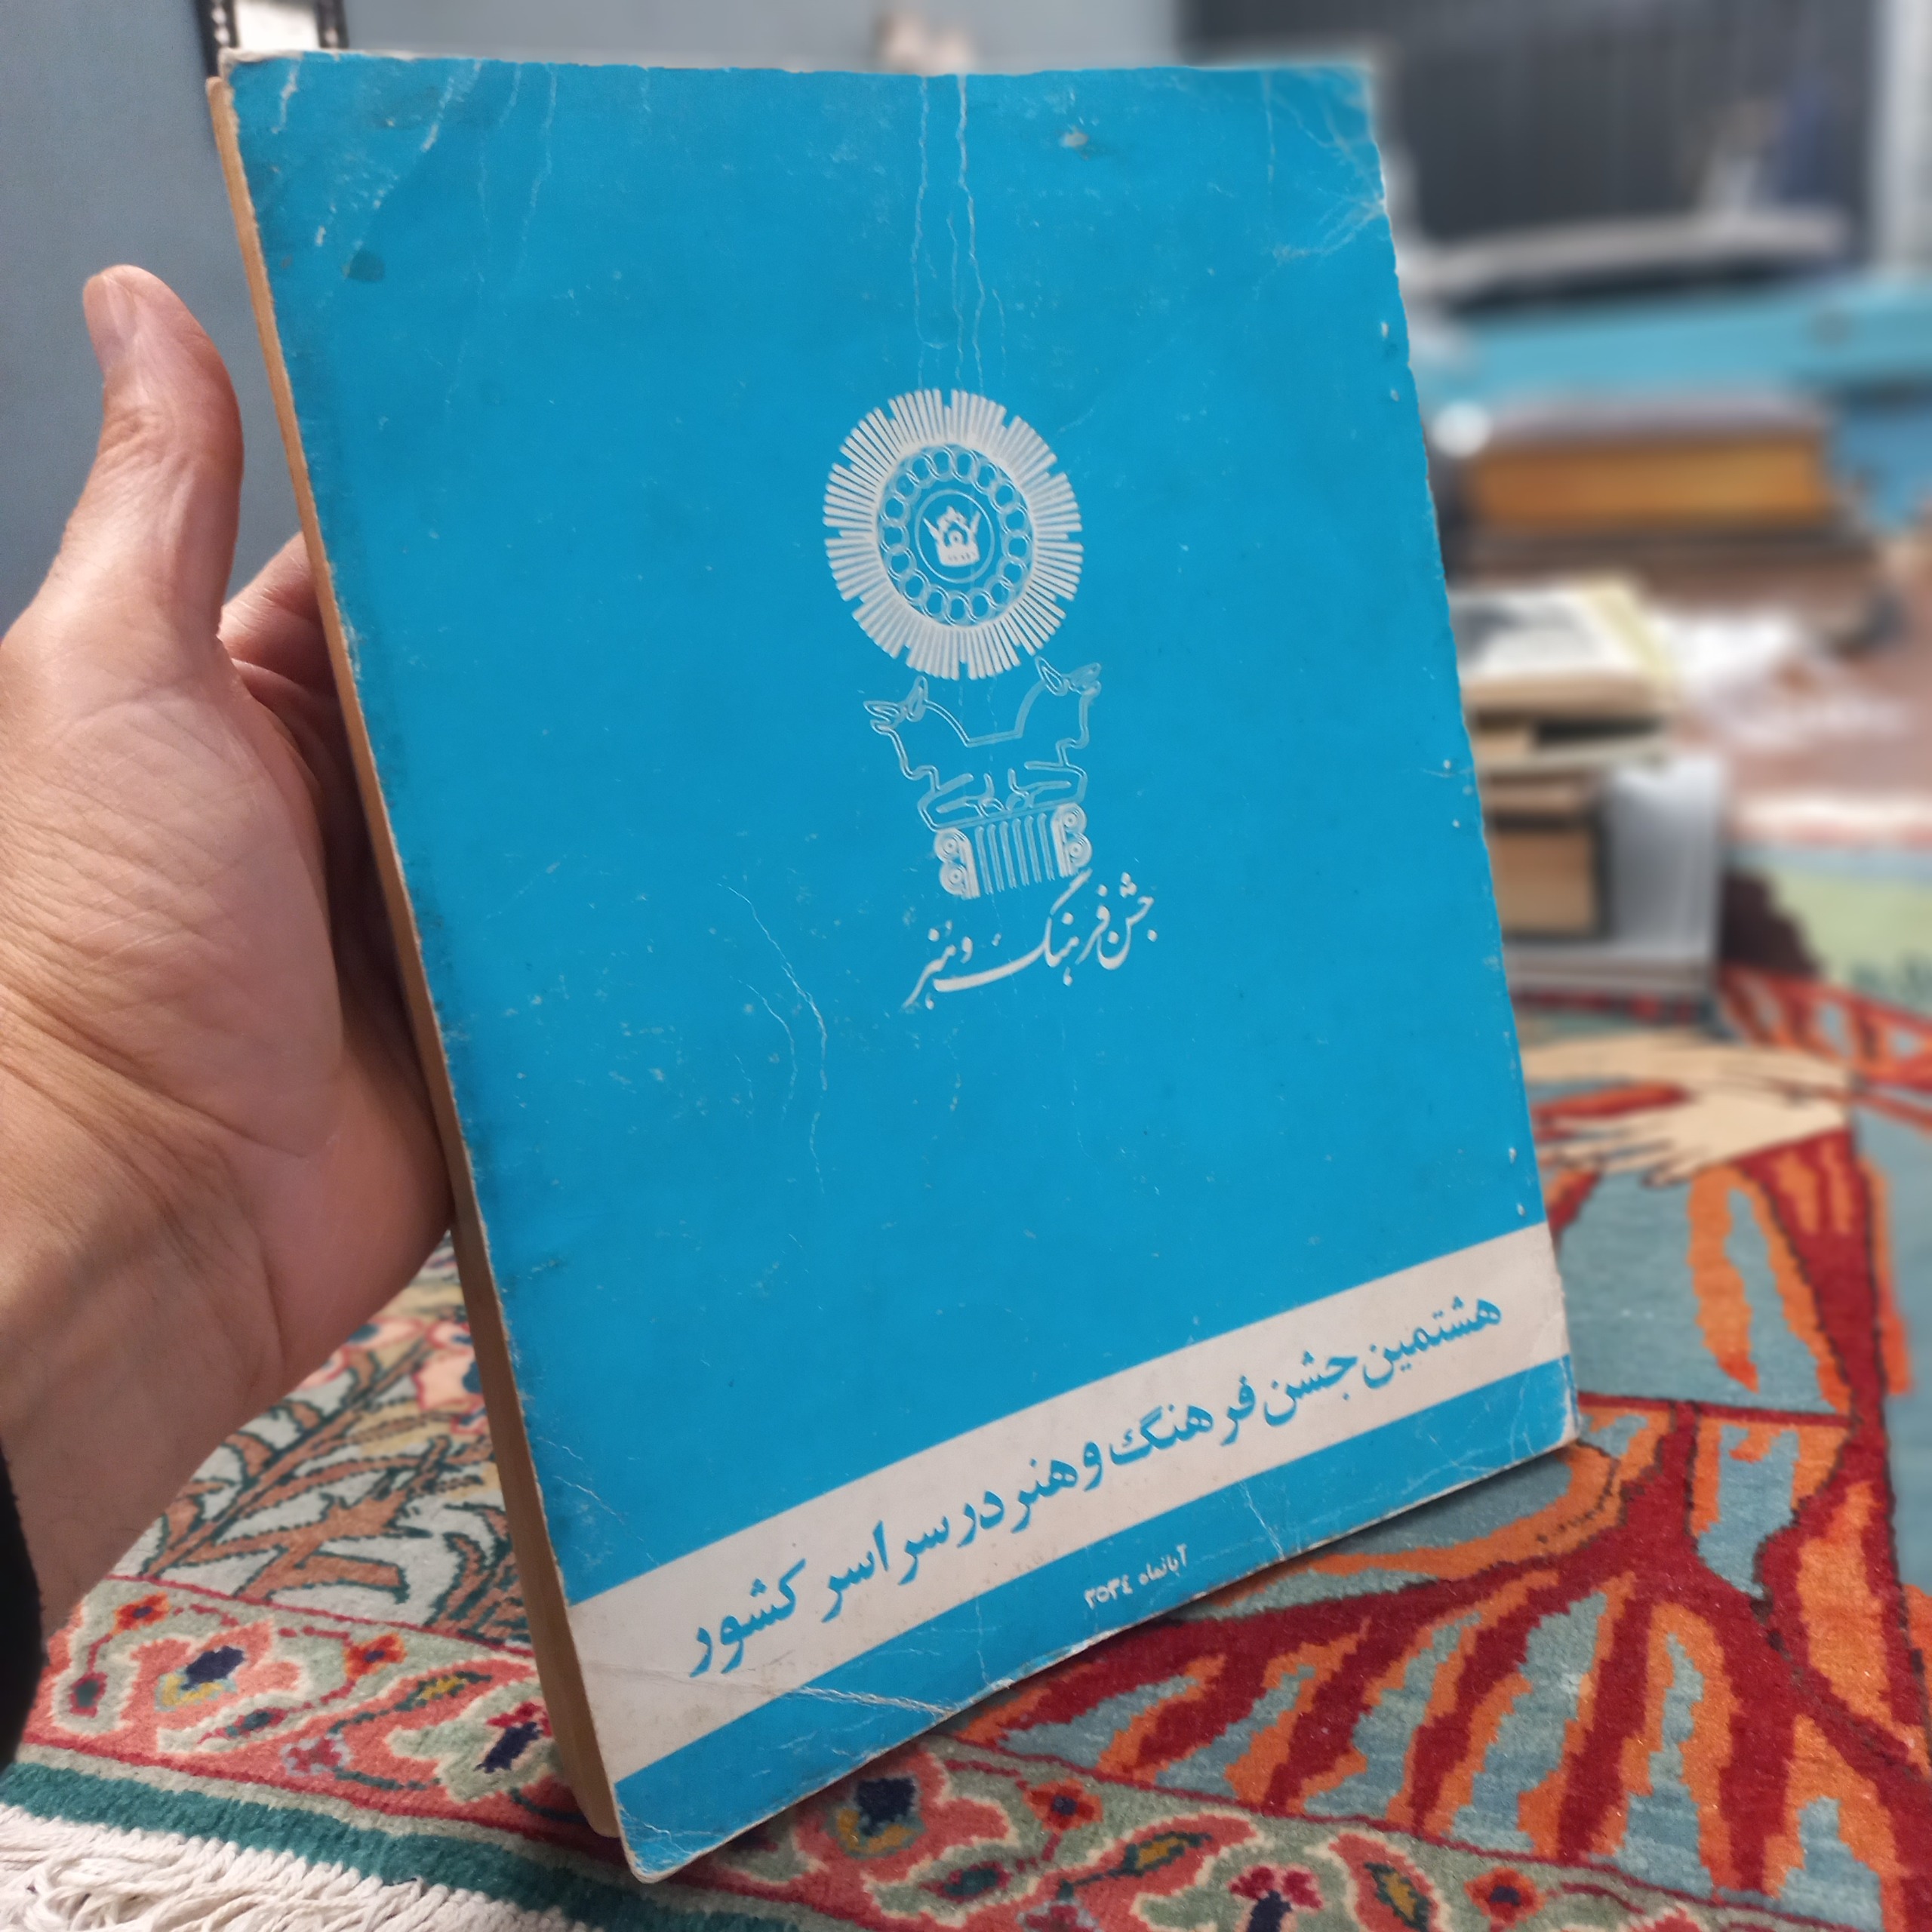 جشن فرهنگ و هنر
هشتمین جشن فرهنگ و هنر در سراسر کشور
آبانماه ۲۵۳۴